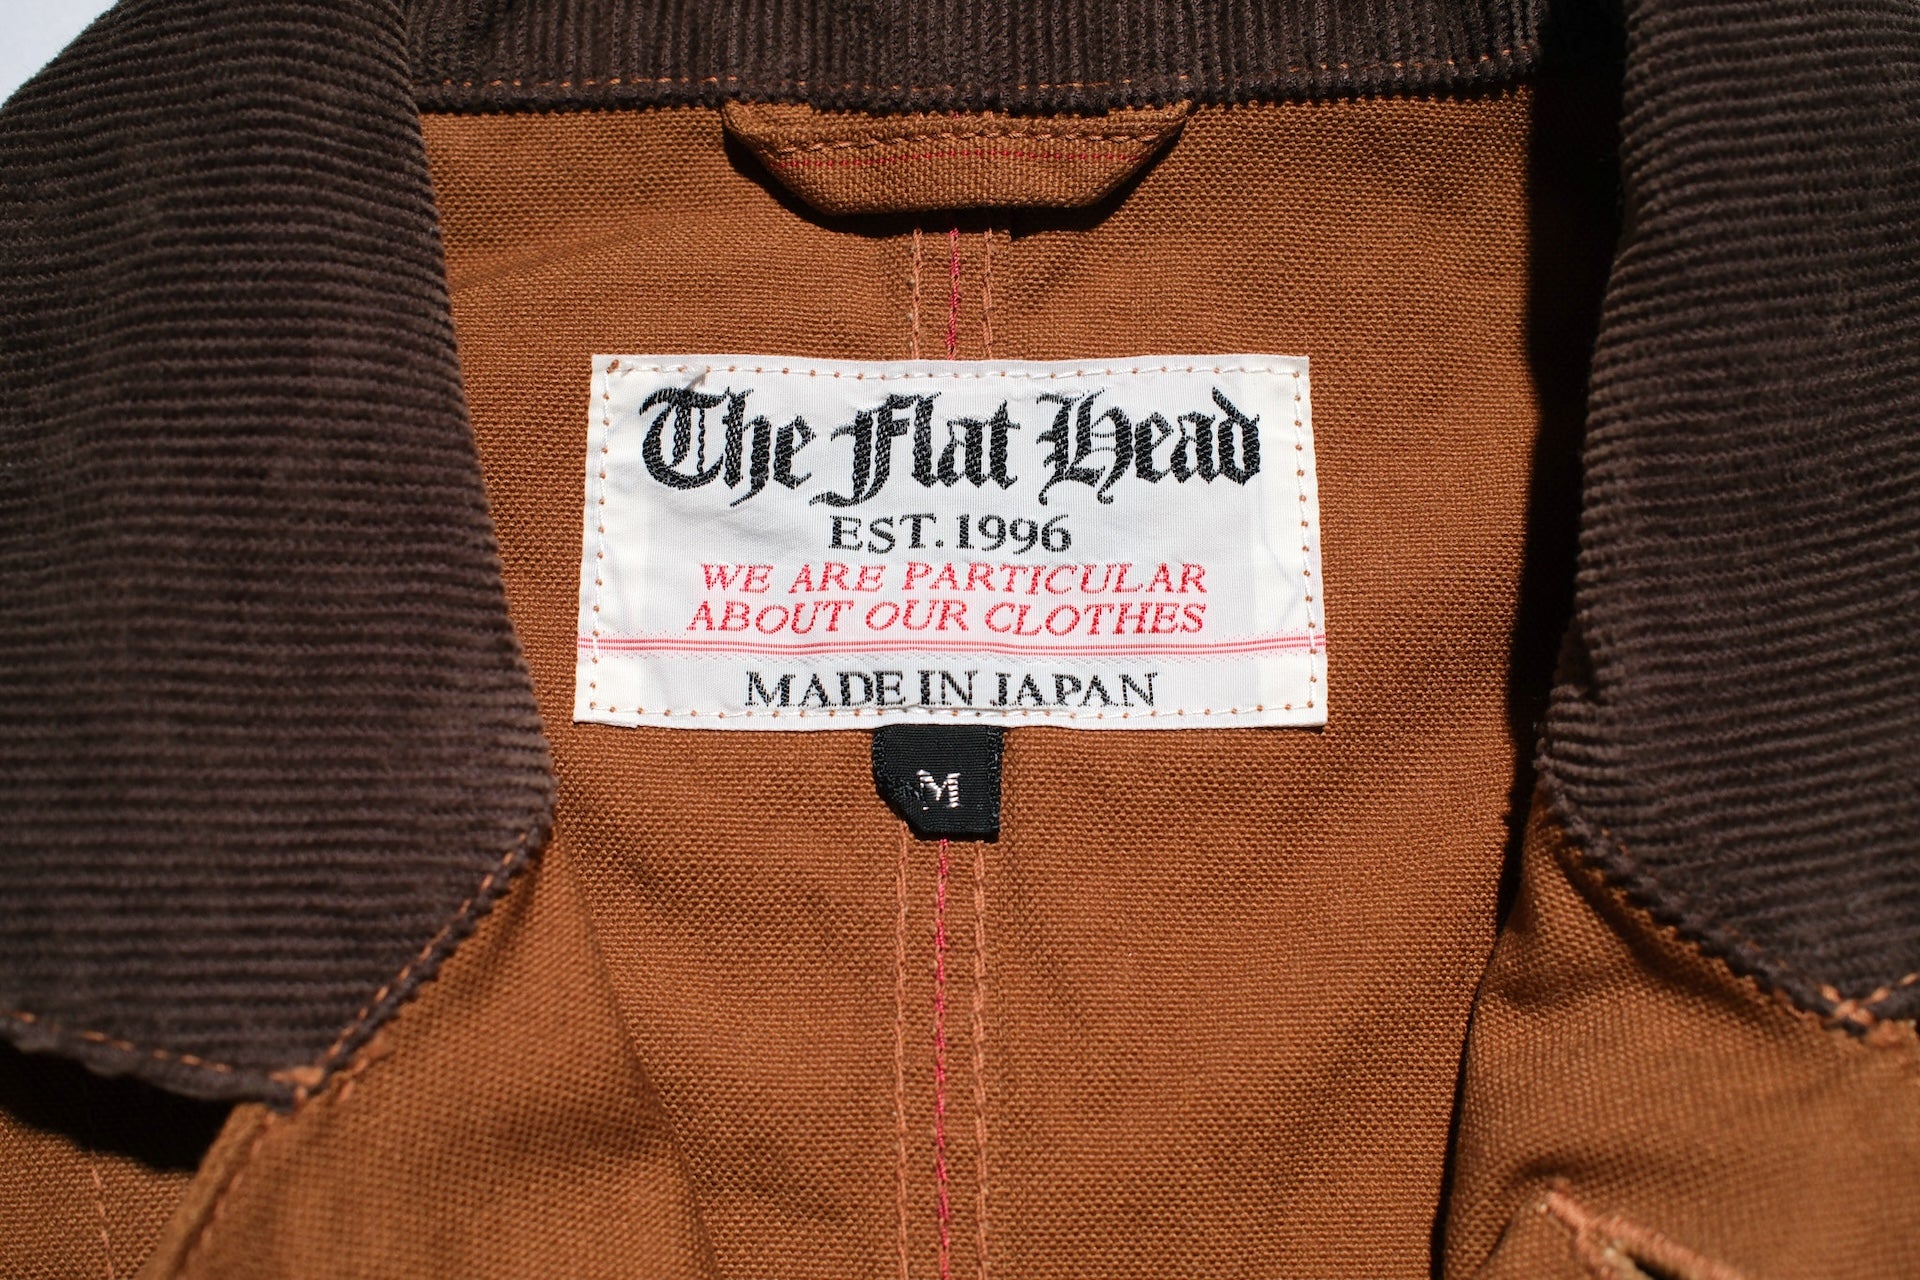 The Flat Head
EST. 1996
WE ARE PARTICULAR
ABOUT OUR CLOTHES
MADE IN JAPAN
M